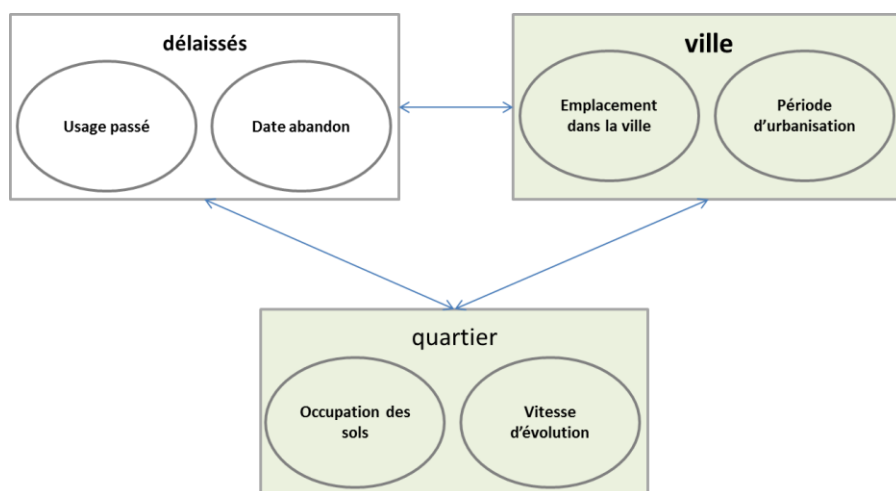 délaissés
Usage passé
Date abandon
ville
Emplacement
dans la ville
Période
d'urbanisation
quartier
Occupation des
sols
Vitesse
d'évolution